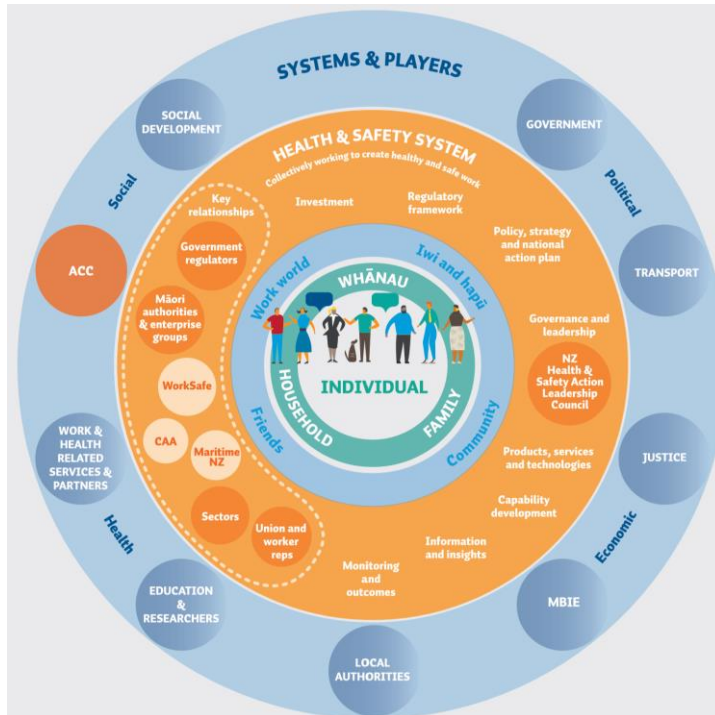 SYSTEMS & PLAYERS
SOCIAL
DEVELOPMENT
GOVERNMENT
Social
Political
ACC
TRANSPORT
WORK &
HEALTH
RELATED
SERVICES &
PARTNERS
JUSTICE
Health
Economic
EDUCATION
&
RESEARCHERS
MBIE
LOCAL
AUTHORITIES
HEALTH & SAFETY SYSTEM
Collectively working to create healthy and safe work
Key
relationships
Investment
Regulatory
framework
Policy, strategy
and national
action plan
Government
regulators
Māori
authorities
& enterprise
groups
WorkSafe
CAA
Maritime
NZ
Sectors
Union and
worker
reps
Governance and
leadership
NZ
Health &
Safety Action
Leadership
Council
Products, services
and technologies
Capability
development
Information
and insights
Monitoring
and
outcomes
Work world
Iwi and hapū
Friends
Community
WHĀNAU
HOUSEHOLD
FAMILY
INDIVIDUAL